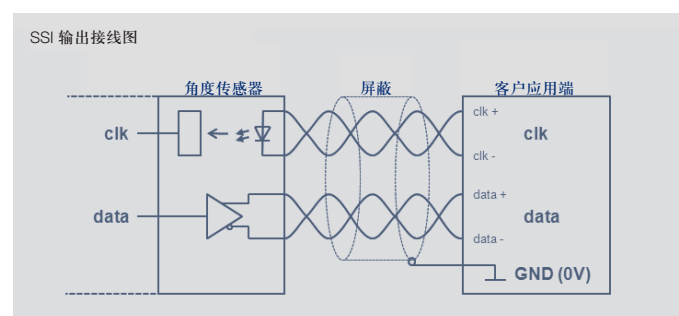 SSI 输出接线图
角度传感器
屏蔽
客户应用端
clk
clk +
clk
clk -
data
data +
data
data -
GND (0V)